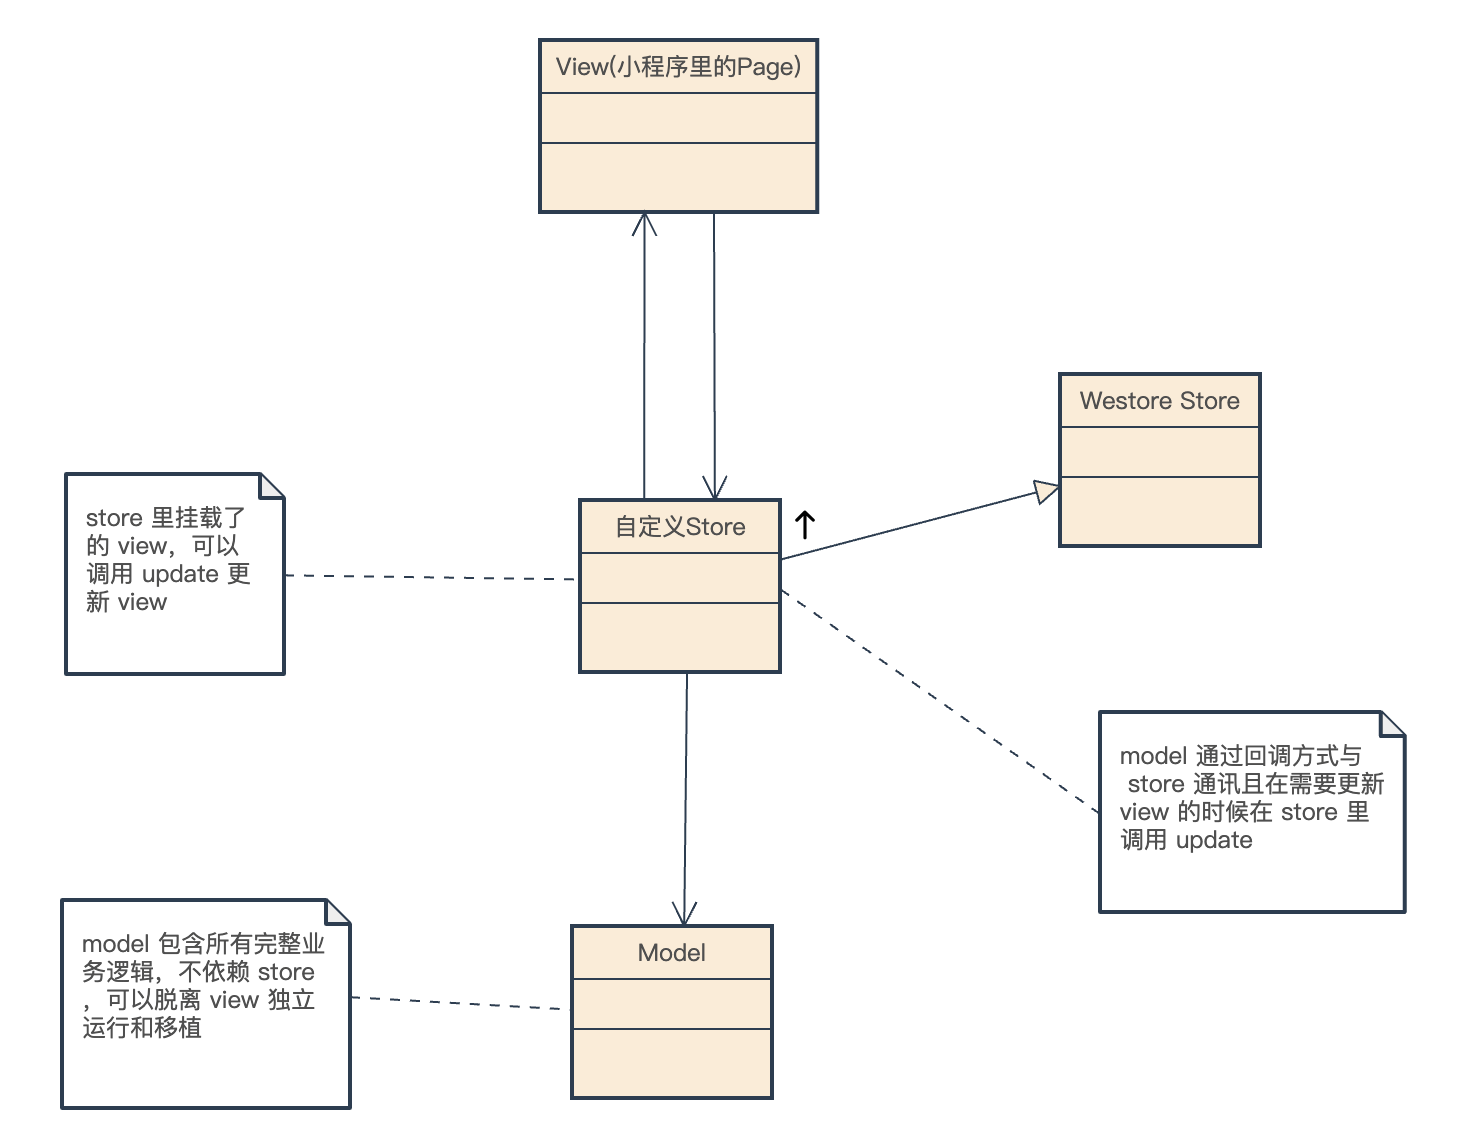 View(小程序里的Page)
Westore Store
store 里挂载了
的 view，可以
调用 update 更
新 view
自定义Store
model 通过回调方式与
store 通讯且在需要更新
view 的时候在 store 里
调用 update
model 包含所有完整业
务逻辑，不依赖 store
，可以脱离 view 独立
运行和移植
Model